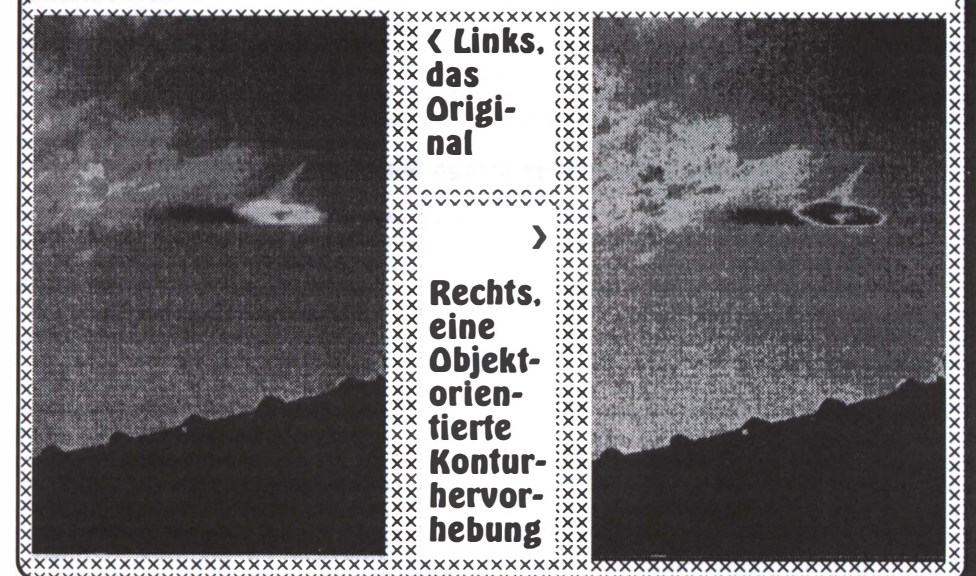 < Links,
das
Origi-
nal
>
Rechts,
eine
Objekt-
orien-
tierte
Kontur-
hervor-
hebung